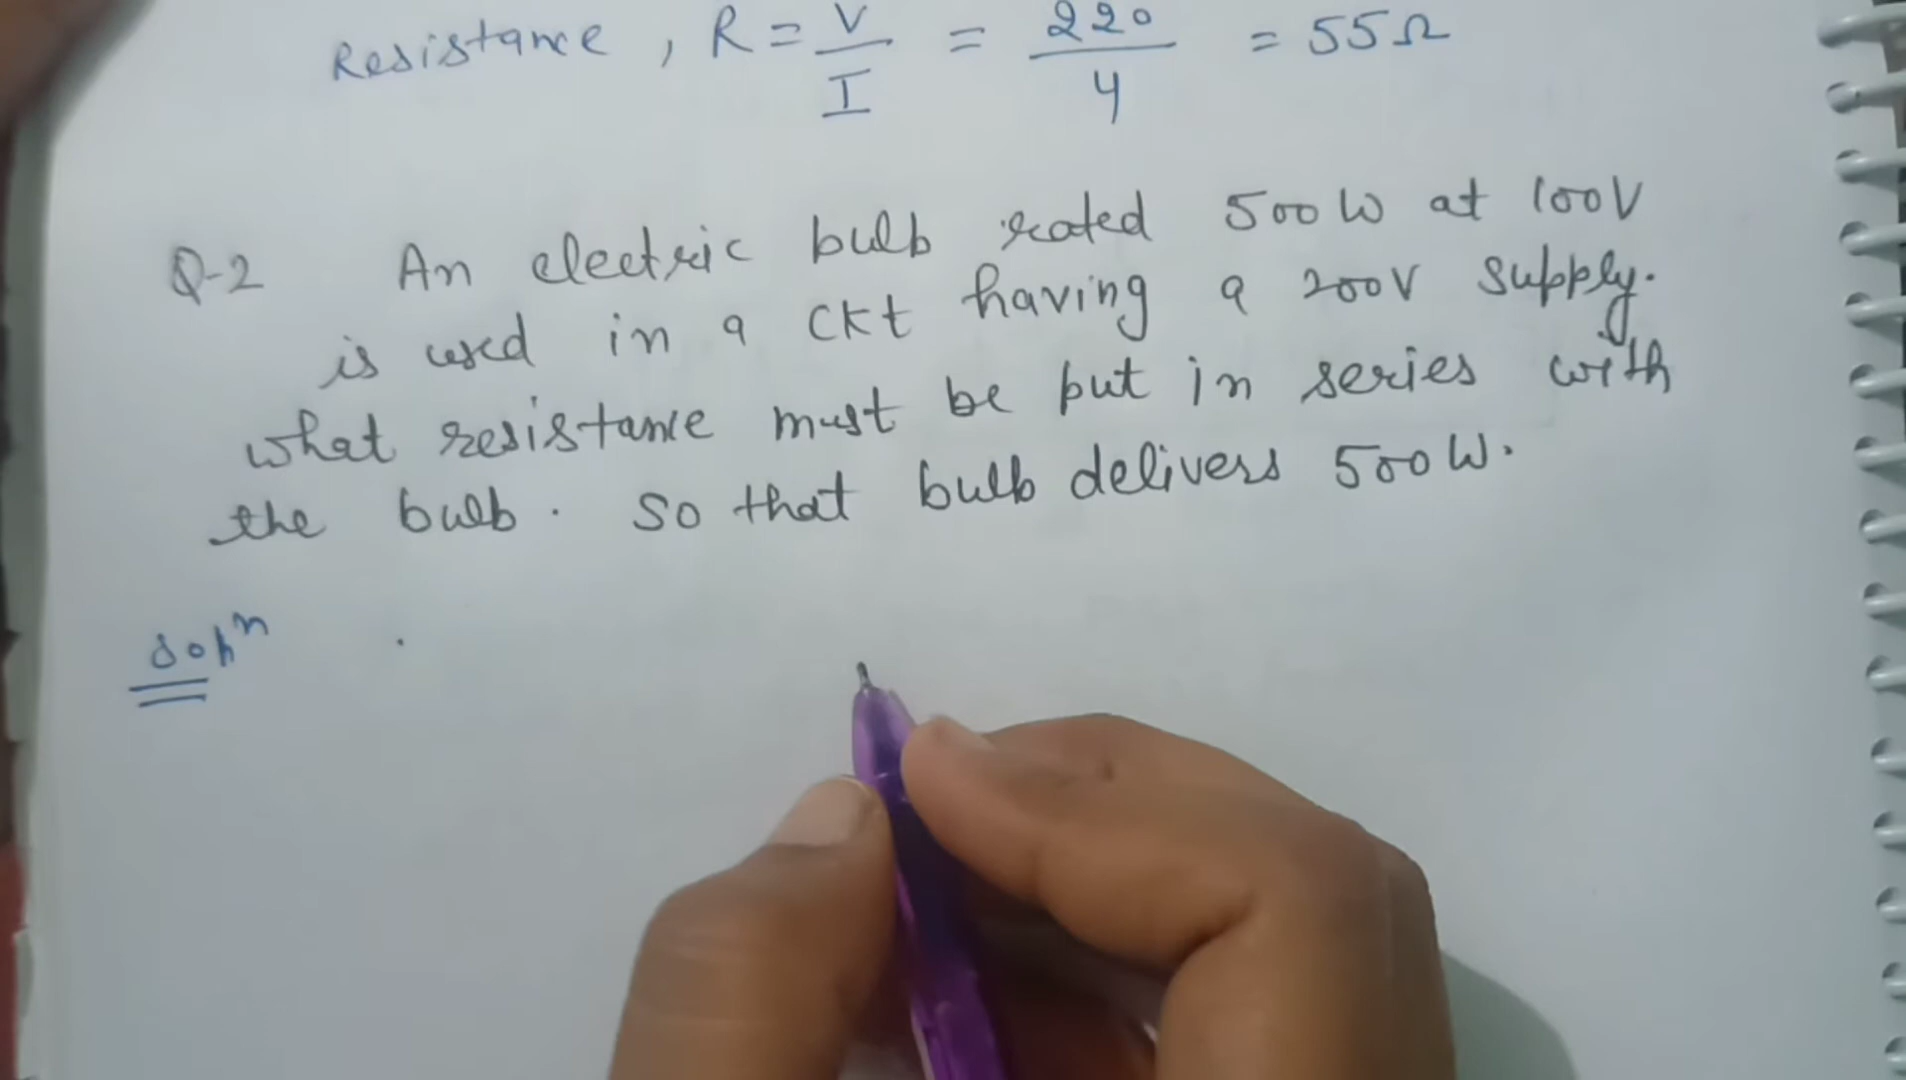 Resistance, R = V/I = 220/4 = 55Ω
Q-2 An electric bulb rated 500W at 100V
is used in a ckt having a 200V supply.
what resistance must be put in series with
the bulb. so that bulb delivers 500W.
Solⁿ